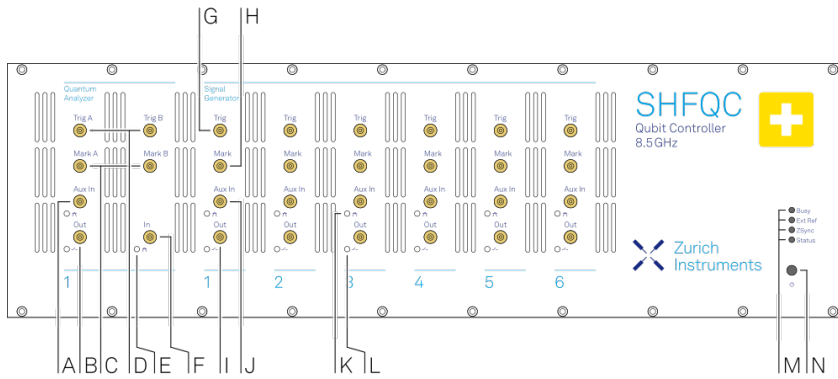 G H
Quantum
Analyzer
Signal
Generator
Trig A Trig B Trig Trig Trig Trig Trig Trig
Mark A Mark B Mark Mark Mark Mark Mark Mark
Aux In Aux In Aux In Aux In Aux In Aux In Aux In
Out In Out Out Out Out Out Out
1 1 2 3 4 5 6
SHFQC
Qubit Controller
8.5GHz
Busy
Ext Ref
ZSync
Status
Zurich
Instruments
A B C D E F I J K L M N